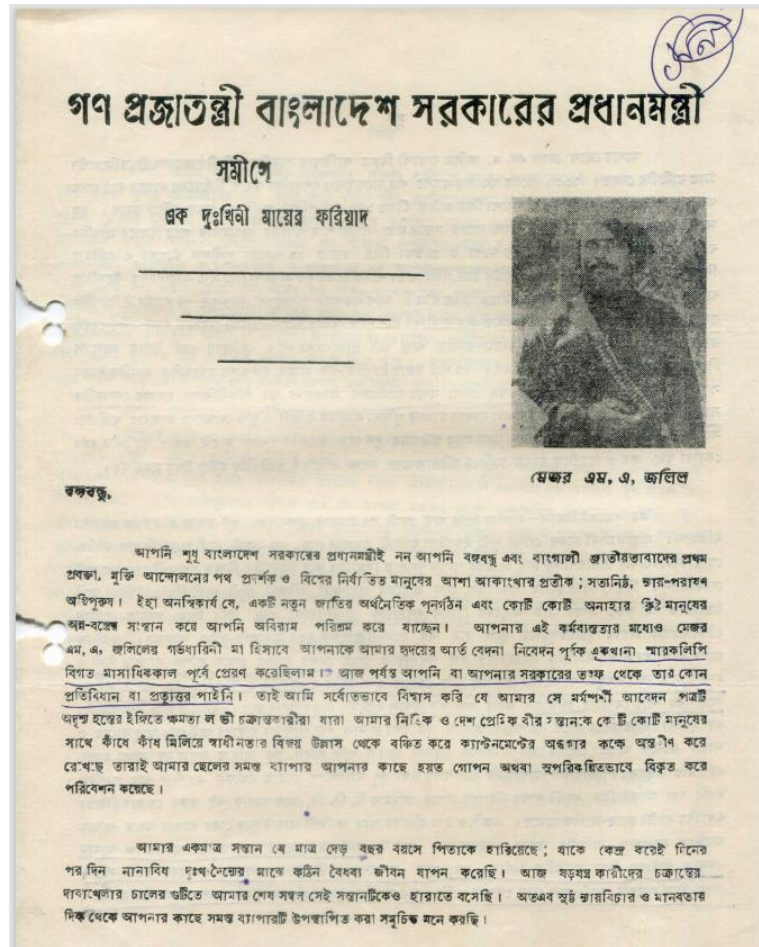 গণ প্রজাতন্ত্রী বাংলাদেশ সরকারের প্রধানমন্ত্রী
সমীপে
এক দুঃখিনী মায়ের ফরিয়াদ
মেজর এম, এ, জলিল
বঙ্গবন্ধু,
আপনি শুধু বাংলাদেশ সরকারের প্রধানমন্ত্রীই নন আপনি বঙ্গবন্ধু এবং বাংগালী জাতীয়তাবাদের প্রথম
প্রবক্তা, মুক্তি আন্দোলনের পথ প্রদর্শক ও বিশ্বের নির্যাতিত মানুষের আশা আকাংখার প্রতীক ; সত্যনিষ্ঠ, ন্যায়-পরায়ণ
অগ্নিপুরুষ। ইহা অনস্বিকার্য যে, একটি নতুন জাতির অর্থনৈতিক পূনর্গঠন এবং কোটি কোটি অনাহার ক্লিষ্ট মানুষের
অন্ন-বস্ত্রের সংস্থান করে আপনি অবিরাম পরিশ্রম করে যাচ্ছেন। আপনার এই কর্মব্যস্ততার মধ্যেও মেজর
এম, এ, জলিলের গর্ভধারিনী মা হিসাবে আপনাকে আমার হৃদয়ের আর্ত বেদনা নিবেদন পূর্বক একখানা স্মারকলিপি
বিগত মাসাধিককাল পূর্বে প্রেরণ করেছিলাম। আজ পর্যন্ত আপনি বা আপনার সরকারের তরফ থেকে তার কোন
প্রতিবিধান বা প্রত্যুত্তর পাইনি। তাই আমি সর্বোতভাবে বিশ্বাস করি যে আমার সে মর্মস্পর্শী আবেদন পত্রটি
অদৃশ্য হস্তের ইঙ্গিতে ক্ষমতা লোভী চক্রান্তকারীরা যারা আমার নির্ভিক ও দেশ প্রেমিক বীর সন্তানকে কোটি কোটি মানুষের
সাথে কাঁধে কাঁধ মিলিয়ে স্বাধীনতার বিজয় উল্লাস থেকে বঞ্চিত করে ক্যান্টনমেন্টের অন্ধকার কক্ষে অন্তরীণ করে
রেখেছে তারাই আমার ছেলের সমস্ত ব্যাপার আপনার কাছে হয়ত গোপন অথবা সুপরিকল্পিতভাবে বিকৃত করে
পরিবেশন কয়েছে।
আমার একমাত্র সন্তান যে মাত্র দেড় বছর বয়সে পিতাকে হারিয়েছে ; যাকে কেন্দ্র করেই দিনের
পর দিন নানাবিধ দুঃখ-দৈন্যের মাঝে কঠিন বৈধব্য জীবন যাপন করেছি। আজ ষড়যন্ত্রকারীদের চক্রান্তের
দাবাখেলার চালের গুটিতে আমার শেষ সম্বল সেই সন্তানটিকেও হারাতে বসেছি। অতএব সুষ্ঠ ন্যায়বিচার ও মানবতার
দিক থেকে আপনার কাছে সমস্ত ব্যাপারটি উপস্থাপিত করা সমুচিত মনে করছি।